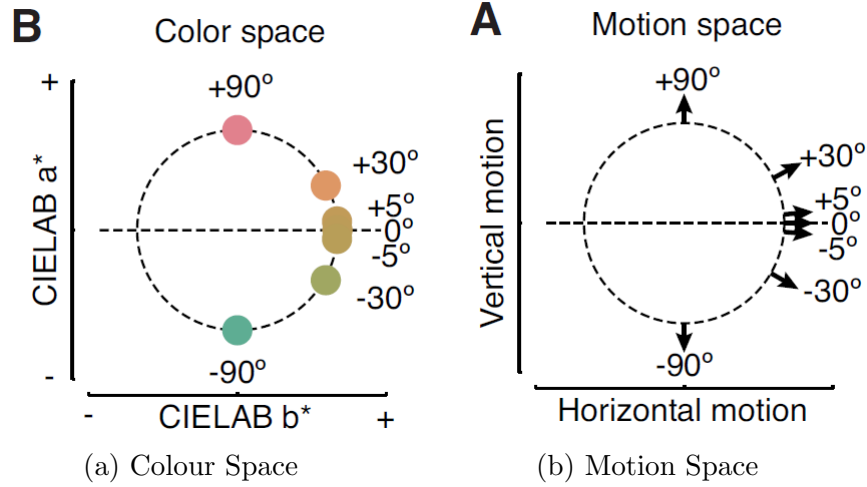 B
Color space
+
+90º
+30º
+5º
0º
-5º
-30º
-90º
CIELAB a*
-
-
CIELAB b*
+
(a) Colour Space
A
Motion space
+90º
+30º
+5º
0º
-5º
-30º
-90º
Vertical motion
Horizontal motion
(b) Motion Space